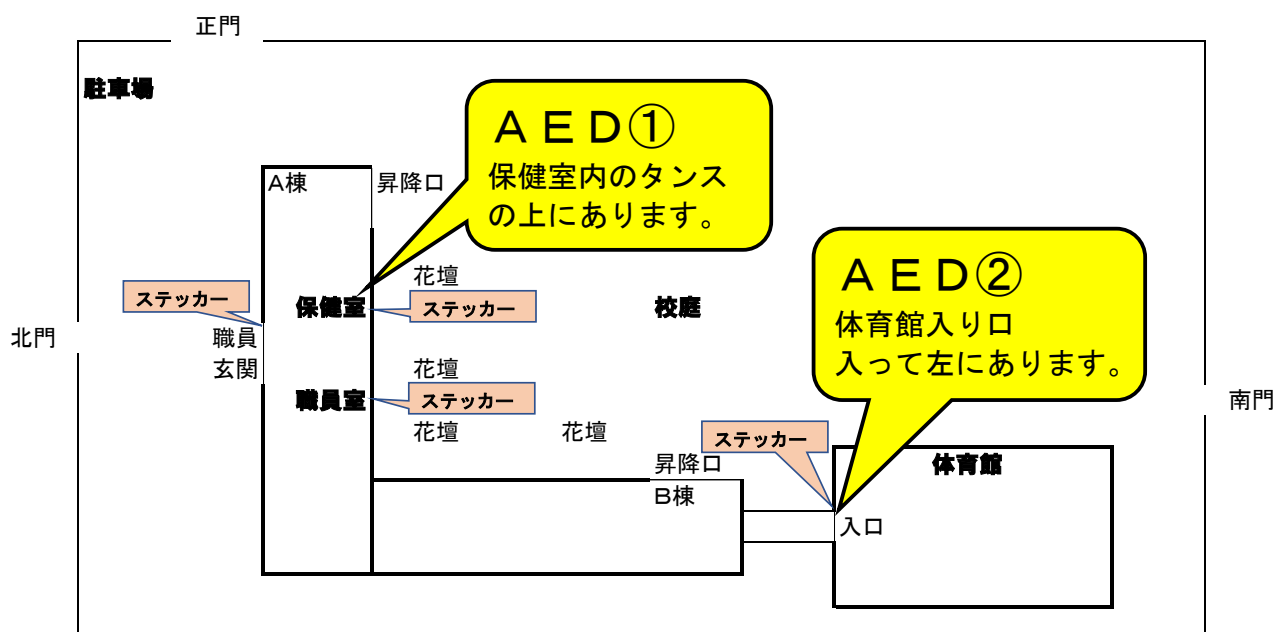 正門
駐車場
ＡＥＤ①
保健室内のタンス
の上にあります。
A棟
昇降口
ＡＥＤ②
体育館入り口
入って左にあります。
花壇
ステッカー
保健室
ステッカー
校庭
北門
職員
玄関
花壇
職員室
ステッカー
南門
花壇
花壇
ステッカー
昇降口
体育館
B棟
入口